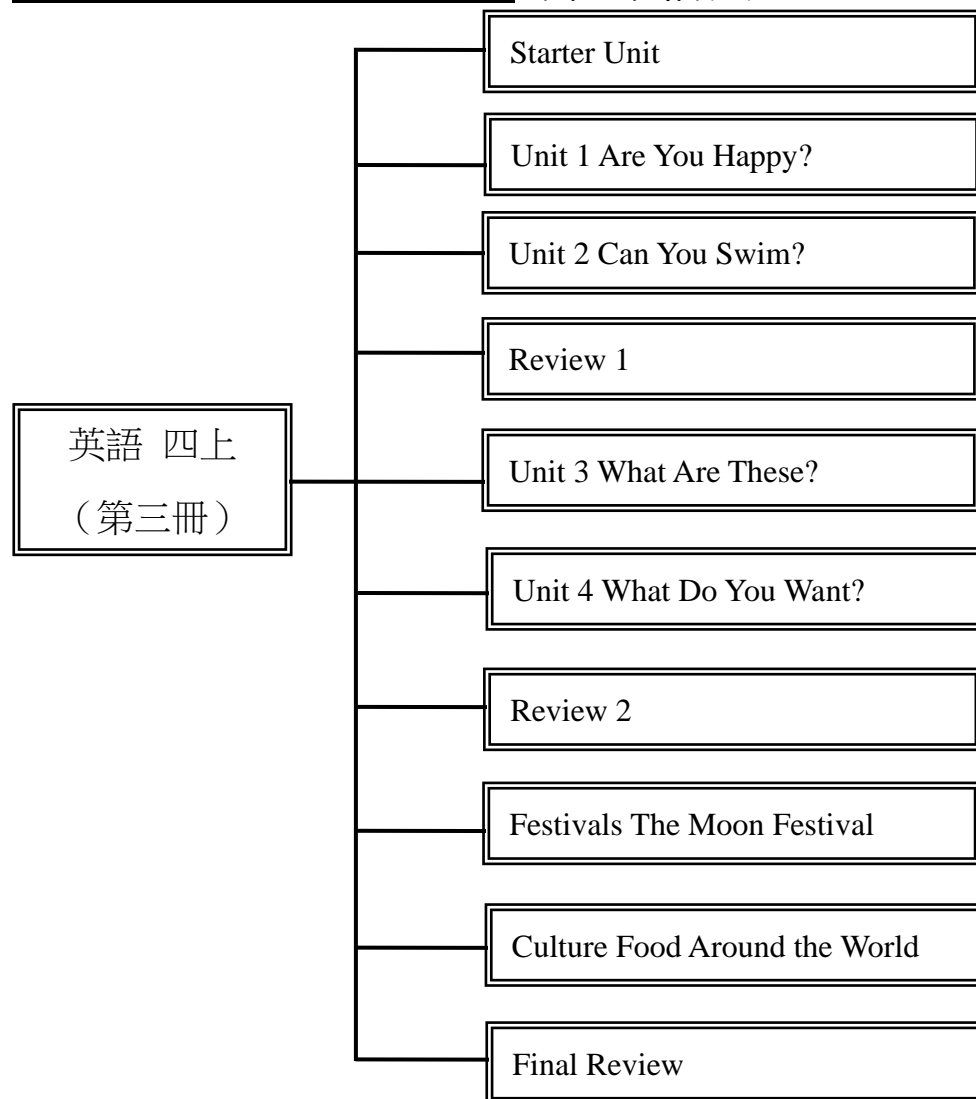 Starter Unit
Unit 1 Are You Happy?
Unit 2 Can You Swim?
Review 1
英語 四上
（第三冊）
Unit 3 What Are These?
Unit 4 What Do You Want?
Review 2
Festivals The Moon Festival
Culture Food Around the World
Final Review